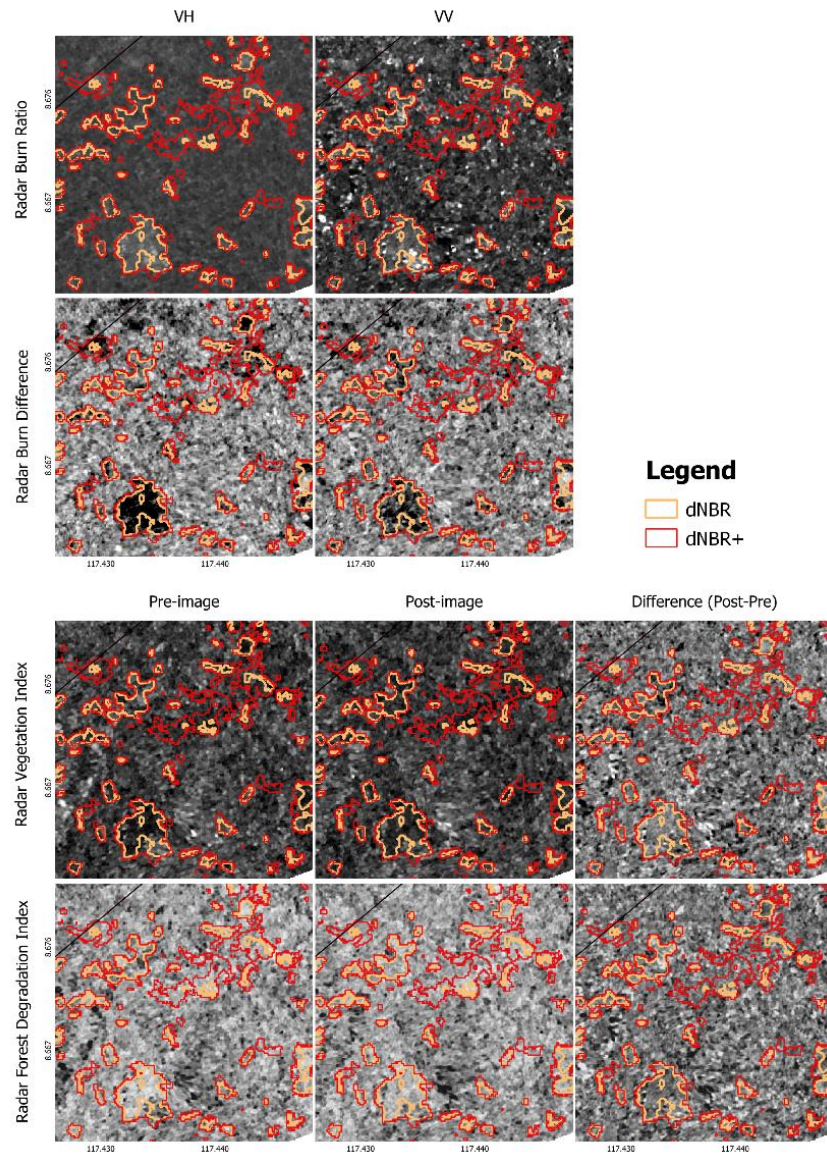 VH
VV
Radar Burn Ratio
8.676
8.667
Radar Burn Difference
8.676
8.667
117.430
117.440
117.430
117.440
Legend
dNBR
dNBR+
Pre-image
Post-image
Difference (Post-Pre)
Radar Vegetation Index
8.676
8.667
Radar Forest Degradation Index
8.676
8.667
117.430
117.440
117.430
117.440
117.430
117.440